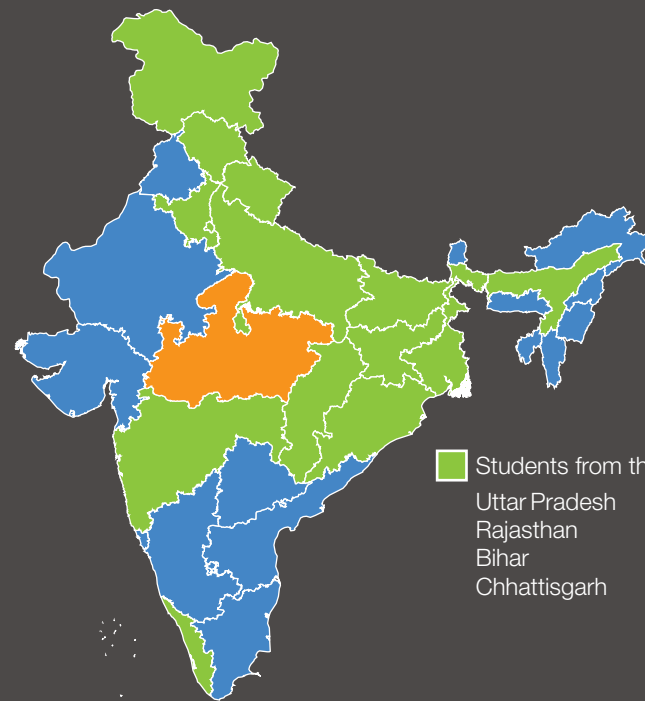 Students from th
Uttar Pradesh
Rajasthan
Bihar
Chhattisgarh